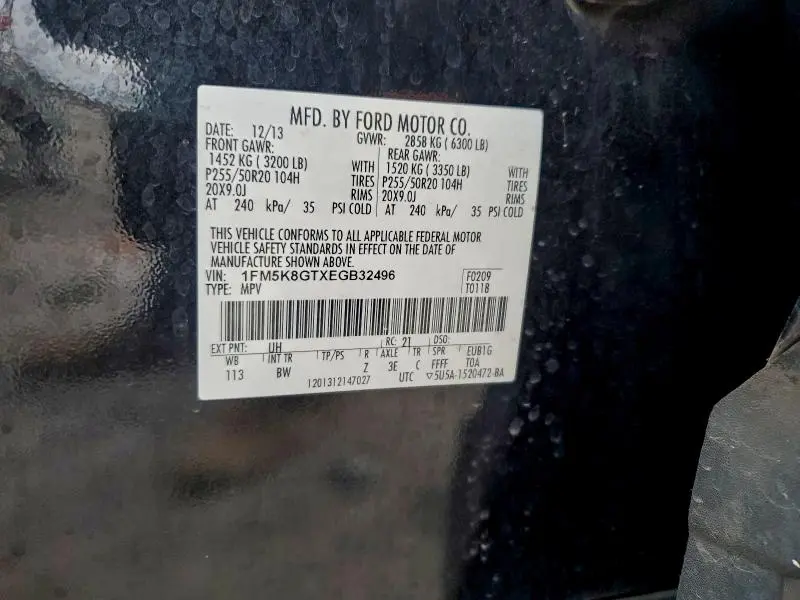 MFD. BY FORD MOTOR CO.
DATE: 12/13 GVWR: 2858 KG ( 6300 LB)
FRONT GAWR: REAR GAWR:
1452 KG ( 3200 LB) WITH 1520 KG ( 3350 LB) WITH
P255/50R20 104H TIRES P255/50R20 104H TIRES
20X9.0J RIMS 20X9.0J RIMS
AT 240 kPa/ 35 PSI COLD AT 240 kPa/ 35 PSI COLD
THIS VEHICLE CONFORMS TO ALL APPLICABLE FEDERAL MOTOR
VEHICLE SAFETY STANDARDS IN EFFECT ON THE DATE OF
MANUFACTURE SHOWN ABOVE.
VIN: 1FM5K8GTXEGB32496 F0209
TYPE: MPV T0118
EXT PNT: UH RC: 21 DSO:
WB INT TR TP/PS R AXLE TR SPR EUB1G
113 BW Z 3E C FFFF T0A
1201312147027 UTC ▽5U5A-1520472-BA